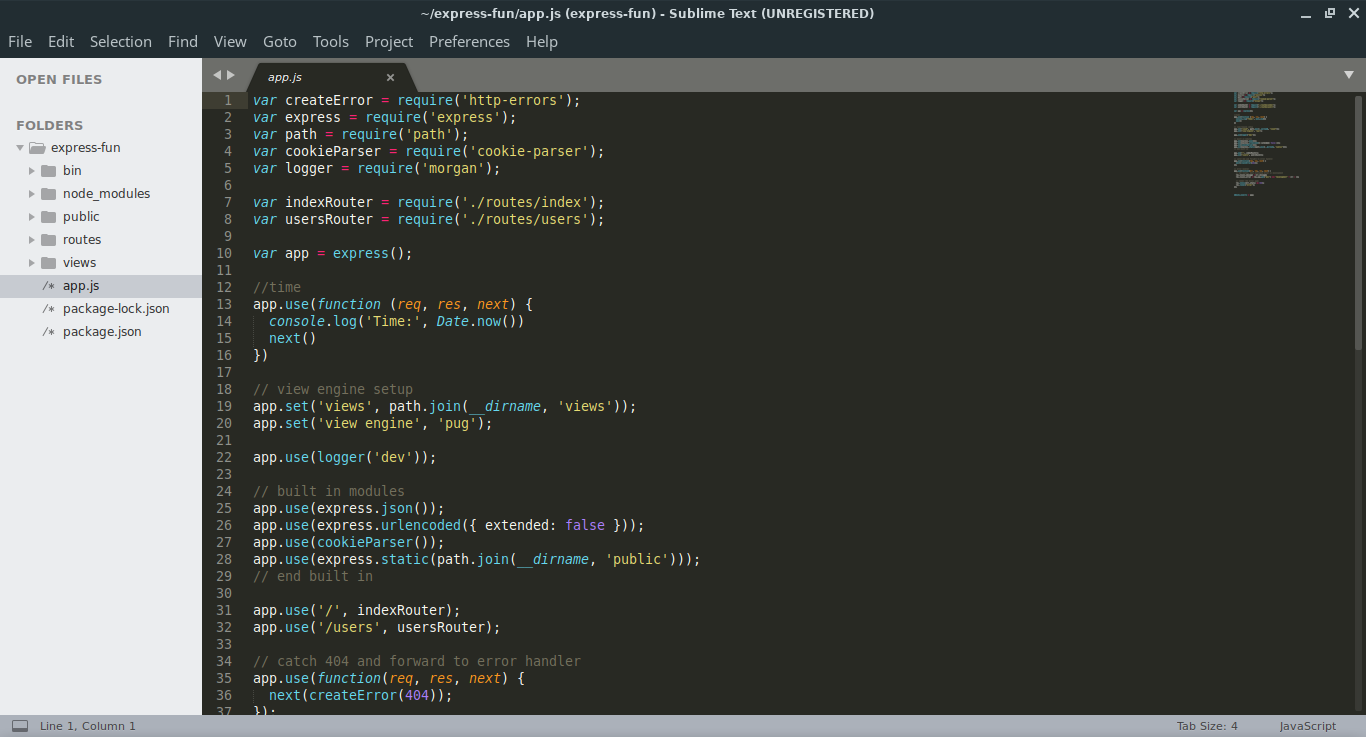 ~/express-fun/app.js (express-fun) - Sublime Text (UNREGISTERED)
File Edit Selection Find View Goto Tools Project Preferences Help
OPEN FILES
FOLDERS
express-fun
bin
node_modules
public
routes
views
/* app.js
/* package-lock.json
/* package.json
app.js
1 var createError = require('http-errors');
2 var express = require('express');
3 var path = require('path');
4 var cookieParser = require('cookie-parser');
5 var logger = require('morgan');
6
7 var indexRouter = require('./routes/index');
8 var usersRouter = require('./routes/users');
9
10 var app = express();
11
12 //time
13 app.use(function (req, res, next) {
14   console.log('Time:', Date.now())
15   next()
16 })
17
18 // view engine setup
19 app.set('views', path.join(__dirname, 'views'));
20 app.set('view engine', 'pug');
21
22 app.use(logger('dev'));
23
24 // built in modules
25 app.use(express.json());
26 app.use(express.urlencoded({ extended: false }));
27 app.use(cookieParser());
28 app.use(express.static(path.join(__dirname, 'public')));
29 // end built in
30
31 app.use('/', indexRouter);
32 app.use('/users', usersRouter);
33
34 // catch 404 and forward to error handler
35 app.use(function(req, res, next) {
36   next(createError(404));
37 });
Line 1, Column 1
Tab Size: 4
JavaScript